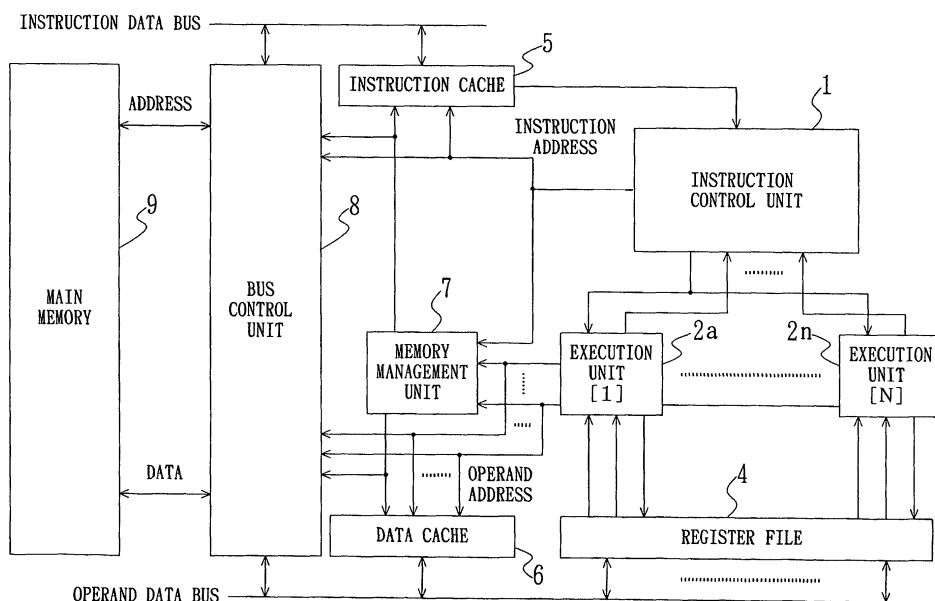 INSTRUCTION DATA BUS
5
INSTRUCTION CACHE
1
ADDRESS
INSTRUCTION
ADDRESS
INSTRUCTION
CONTROL UNIT
9
8
MAIN
MEMORY
BUS
CONTROL
UNIT
7
MEMORY
MANAGEMENT
UNIT
2a
EXECUTION
UNIT
[1]
2n
EXECUTION
UNIT
[N]
DATA
OPERAND
ADDRESS
4
DATA CACHE
REGISTER FILE
6
OPERAND DATA BUS